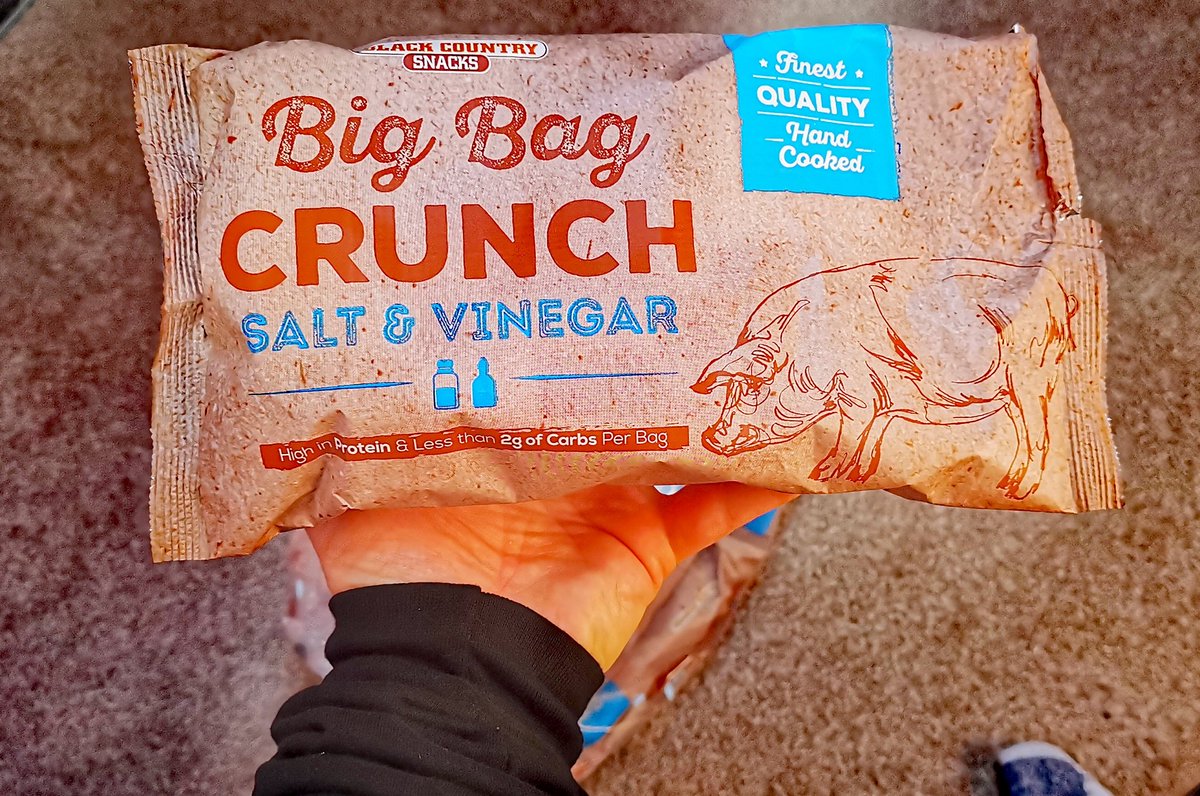 BLACK COUNTRY
SNACKS
Big Bag
CRUNCH
SALT & VINEGAR
High in Protein & Less than 2g of Carbs Per Bag
Finest
QUALITY
Hand
Cooked